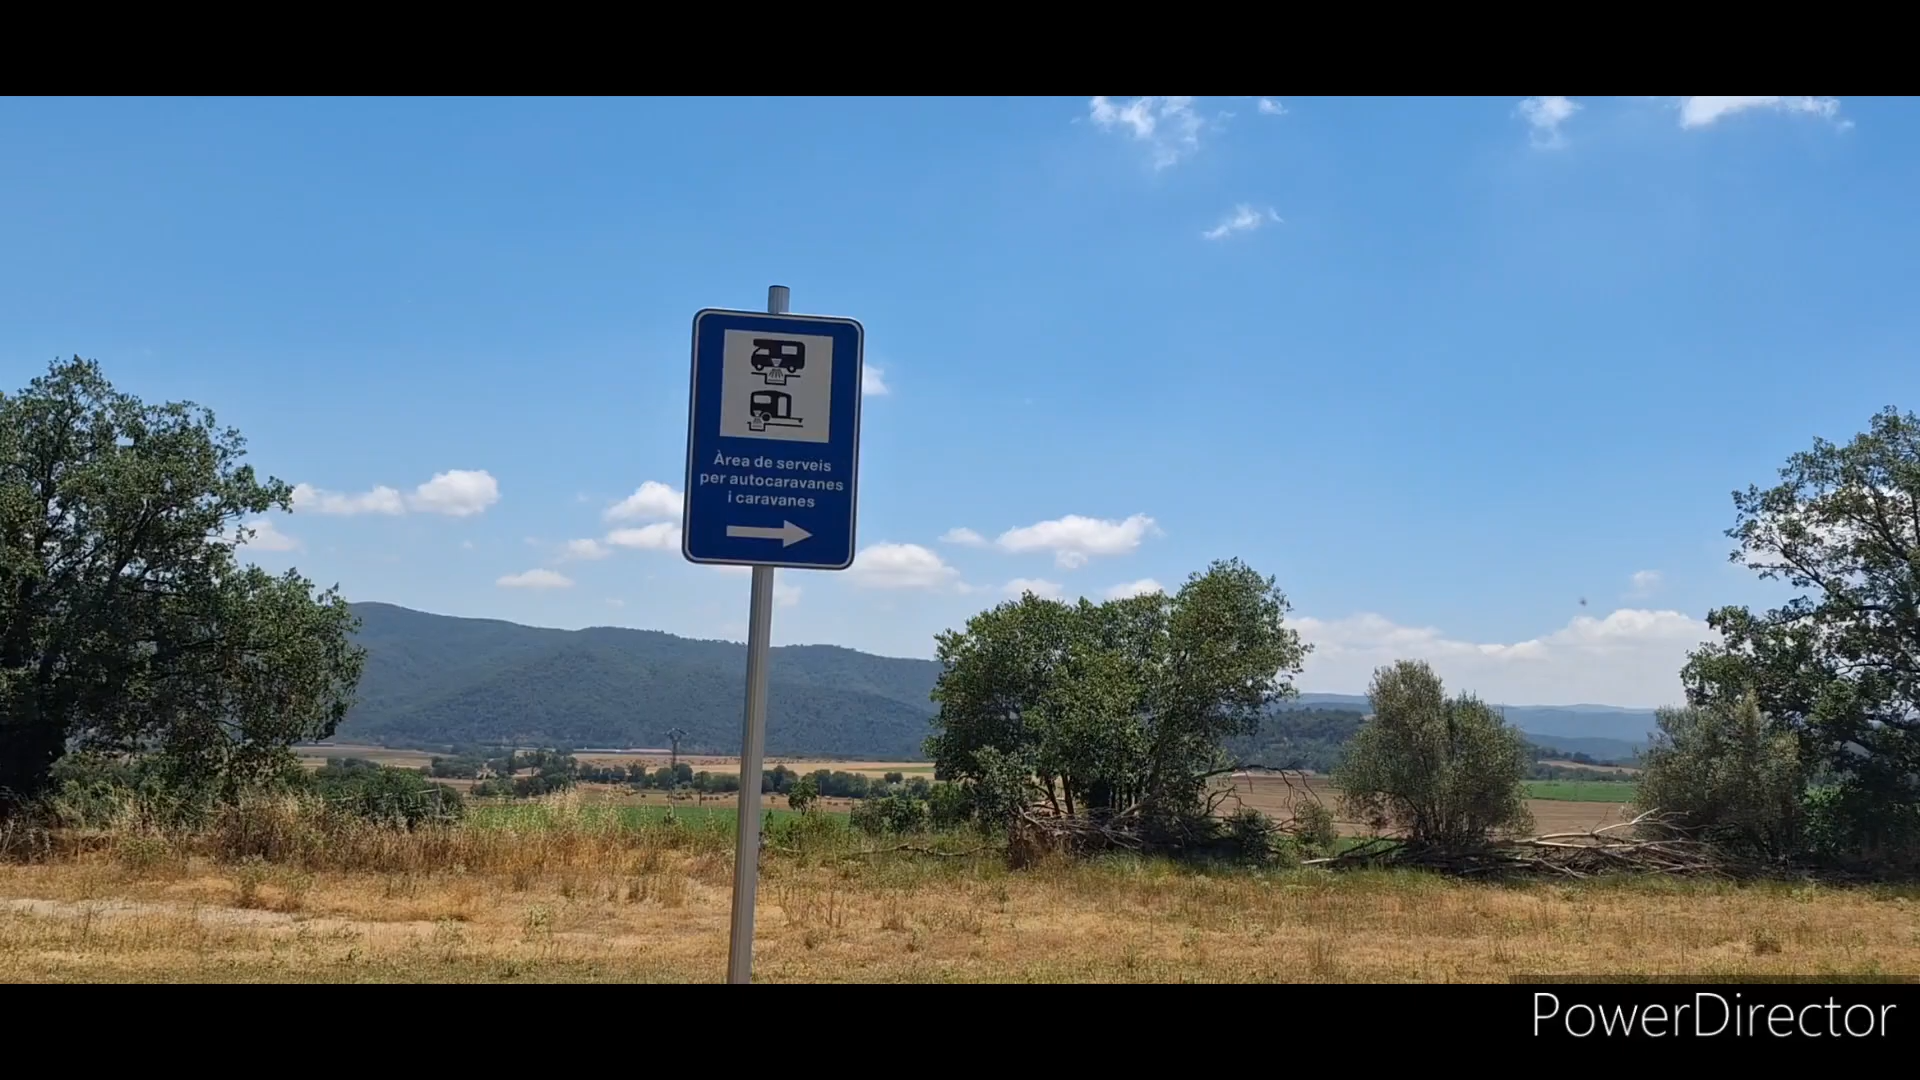 Àrea de serveis
per autocaravanes
i caravanes
PowerDirector